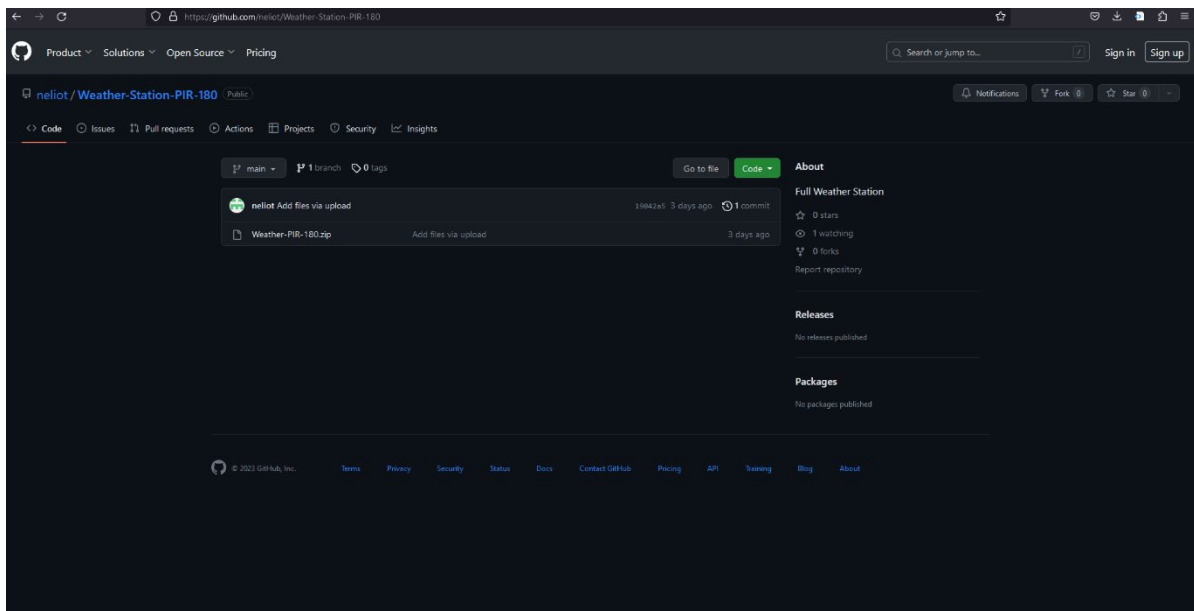 https://github.com/neliot/Weather-Station-PIR-180
Product Solutions Open Source Pricing Search or jump to... / Sign in Sign up
neliot / Weather-Station-PIR-180 Public Notifications Fork 0 Star 0
Code Issues Pull requests Actions Projects Security Insights
main 1 branch 0 tags Go to file Code
neliot Add files via upload 19042a5 3 days ago 1 commit
Weather-PIR-180.zip Add files via upload 3 days ago
About
Full Weather Station
0 stars
1 watching
0 forks
Report repository
Releases
No releases published
Packages
No packages published
© 2023 GitHub, Inc. Terms Privacy Security Status Docs Contact GitHub Pricing API Training Blog About